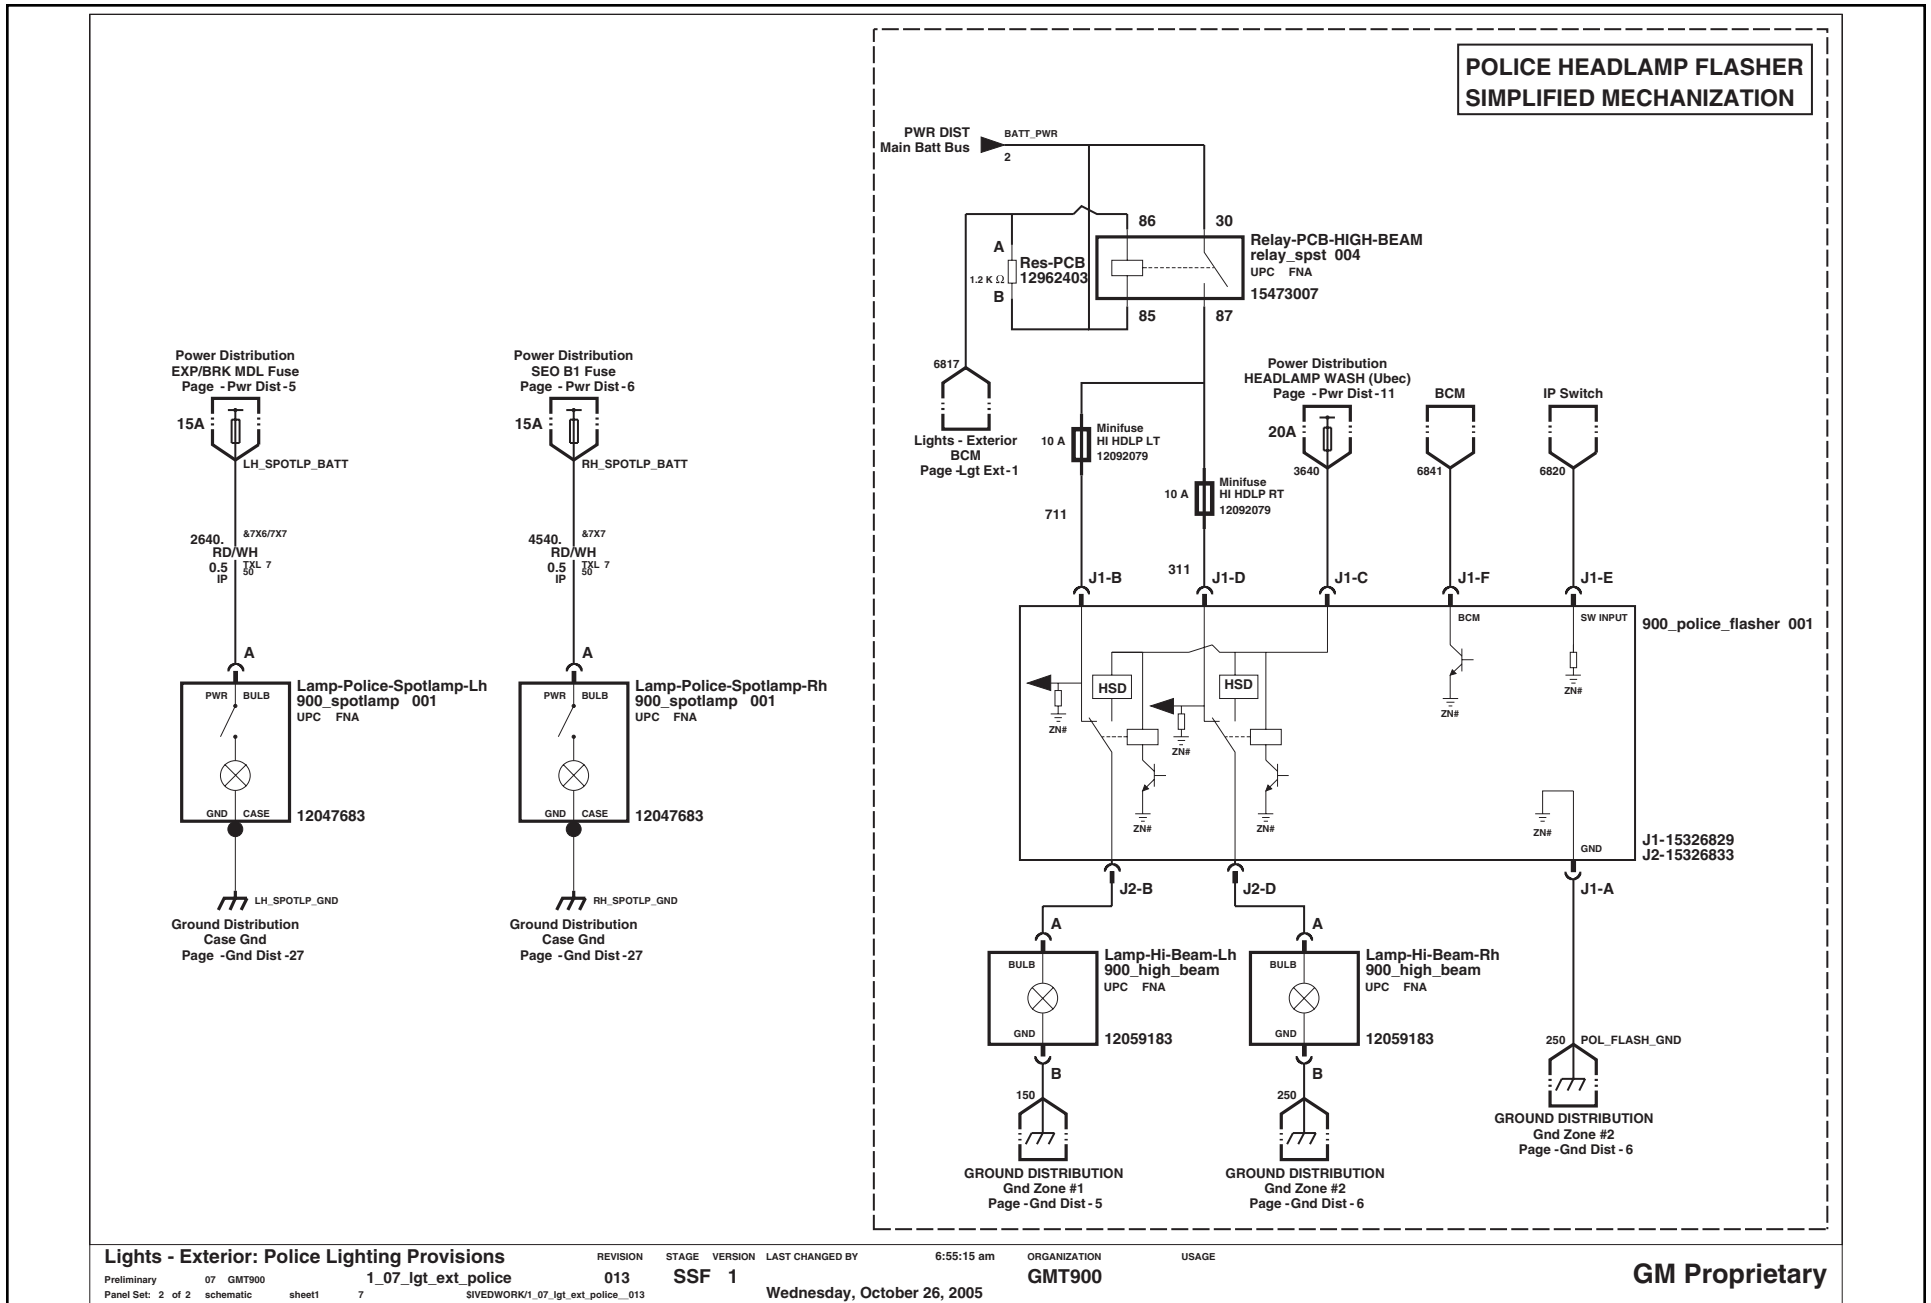 POLICE HEADLAMP FLASHER
SIMPLIFIED MECHANIZATION
PWR DIST
Main Batt Bus
BATT_PWR
2
86
30
A
1.2 K Ω
B
Res-PCB
12962403
Relay-PCB-HIGH-BEAM
relay_spst 004
UPC FNA
15473007
85
87
Power Distribution
EXP/BRK MDL Fuse
Page - Pwr Dist-5
15A
LH_SPOTLP_BATT
Power Distribution
SEO B1 Fuse
Page - Pwr Dist-6
15A
RH_SPOTLP_BATT
6817
Lights - Exterior
BCM
Page -Lgt Ext-1
10 A
Minifuse
HI HDLP LT
12092079
10 A
Minifuse
HI HDLP RT
12092079
Power Distribution
HEADLAMP WASH (Ubec)
Page - Pwr Dist-11
20A
3640
BCM
6841
IP Switch
6820
711
311
2640.
&7X6/7X7
RD/WH
0.5
TXL 7
50
IP
4540.
&7X7
RD/WH
0.5
TXL 7
50
IP
J1-B
J1-D
J1-C
J1-F
J1-E
BCM
SW INPUT
900_police_flasher 001
HSD
HSD
ZN#
ZN#
ZN#
ZN#
ZN#
ZN#
ZN#
GND
J1-15326829
J2-15326833
A
PWR BULB
GND CASE
Lamp-Police-Spotlamp-Lh
900_spotlamp 001
UPC FNA
12047683
A
PWR BULB
GND CASE
Lamp-Police-Spotlamp-Rh
900_spotlamp 001
UPC FNA
12047683
LH_SPOTLP_GND
Ground Distribution
Case Gnd
Page -Gnd Dist -27
RH_SPOTLP_GND
Ground Distribution
Case Gnd
Page -Gnd Dist -27
J2-B
J2-D
J1-A
A
BULB
GND
Lamp-Hi-Beam-Lh
900_high_beam
UPC FNA
12059183
B
150
GROUND DISTRIBUTION
Gnd Zone #1
Page -Gnd Dist - 5
A
BULB
GND
Lamp-Hi-Beam-Rh
900_high_beam
UPC FNA
12059183
B
250
GROUND DISTRIBUTION
Gnd Zone #2
Page -Gnd Dist - 6
250
POL_FLASH_GND
GROUND DISTRIBUTION
Gnd Zone #2
Page -Gnd Dist - 6
Lights - Exterior: Police Lighting Provisions
REVISION STAGE VERSION LAST CHANGED BY 6:55:15 am ORGANIZATION USAGE
Preliminary 07 GMT900 1_07_lgt_ext_police 013 SSF 1 GMT900
Panel Set: 2 of 2 schematic sheet1 7 $IVEDWORK/1_07_lgt_ext_police__013 Wednesday, October 26, 2005
GM Proprietary